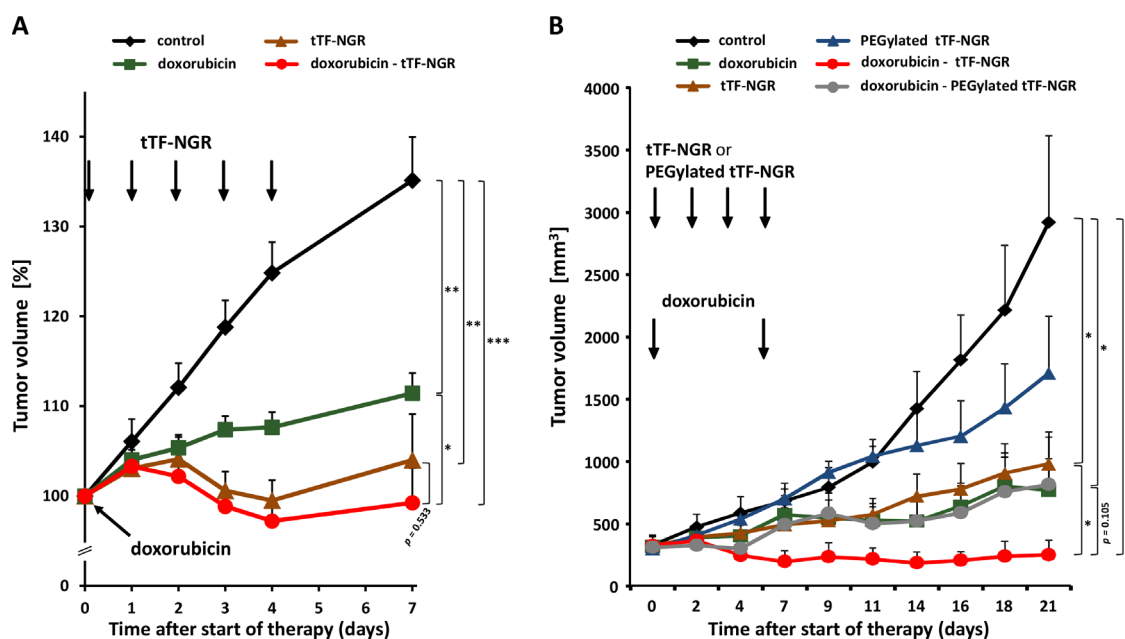 A
control
tTF-NGR
doxorubicin
doxorubicin - tTF-NGR
Tumor volume [%]
140
130
120
110
100
0
tTF-NGR
doxorubicin
**
**
***
*
p = 0.533
0 1 2 3 4 5 6 7
Time after start of therapy (days)
B
control
PEGylated tTF-NGR
doxorubicin
doxorubicin - tTF-NGR
tTF-NGR
doxorubicin - PEGylated tTF-NGR
Tumor volume [mm³]
4000
3500
3000
2500
2000
1500
1000
500
0
tTF-NGR or
PEGylated tTF-NGR
doxorubicin
*
*
*
p = 0.105
0 2 4 7 9 11 14 16 18 21
Time after start of therapy (days)